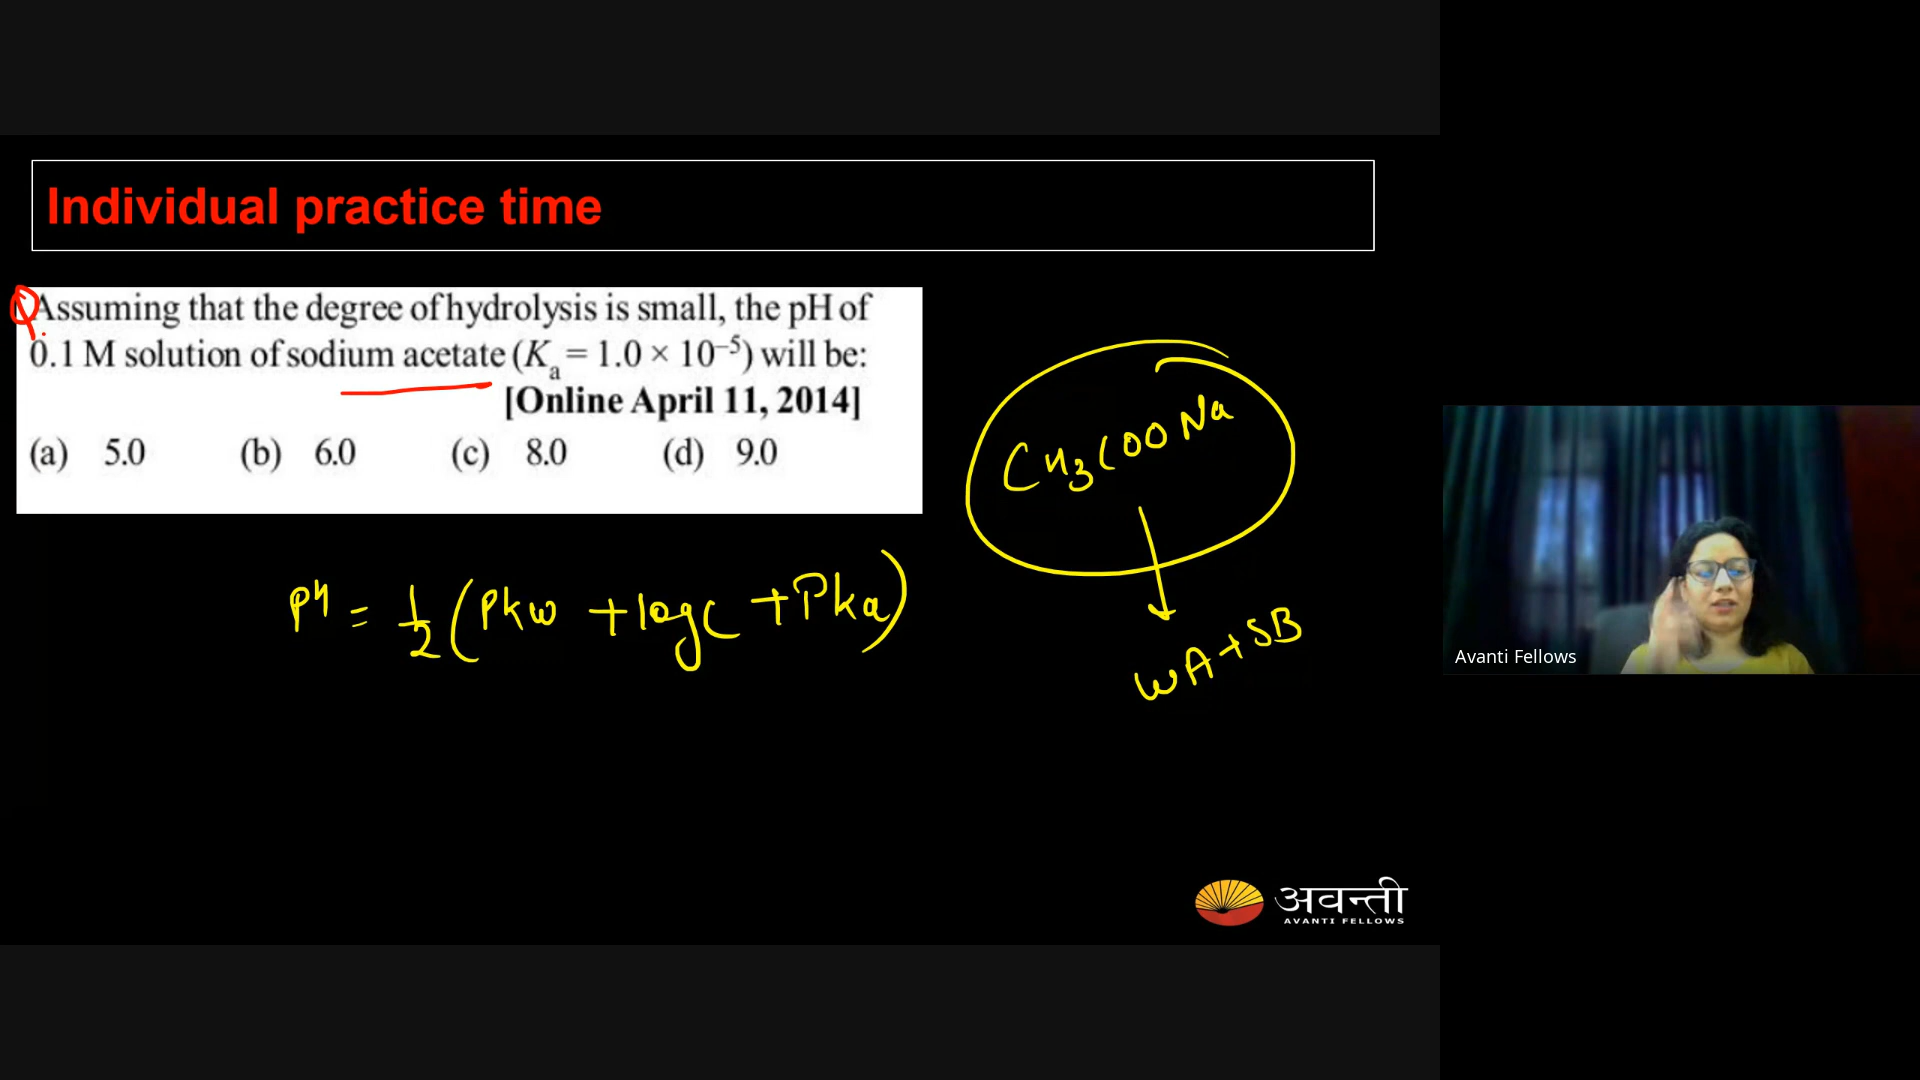 Individual practice time
Q. Assuming that the degree of hydrolysis is small, the pH of
0.1 M solution of sodium acetate (Kₐ = 1.0 × 10⁻⁵) will be:
[Online April 11, 2014]
(a) 5.0 (b) 6.0 (c) 8.0 (d) 9.0
CH3COONa
WA+SB
PH = 1/2 (Pkw + logc + Pka)
Avanti Fellows
अवन्ती
AVANTI FELLOWS